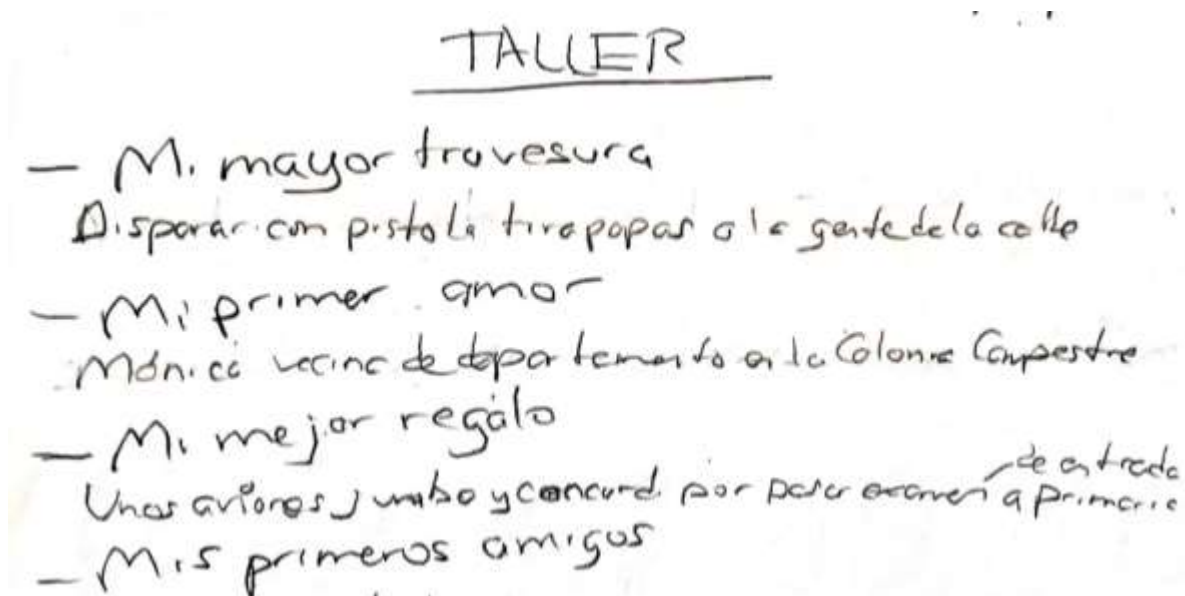 TALLER
— Mi mayor travesura
Disparar con pistola tirapapas a la gente de la calle
— Mi primer amor
Mónica vecina de departamento en la Colonia Campestre
— Mi mejor regalo
Unos aviones Jumbo y Concord por pasar examen de entrada a primaria
— Mis primeros amigos